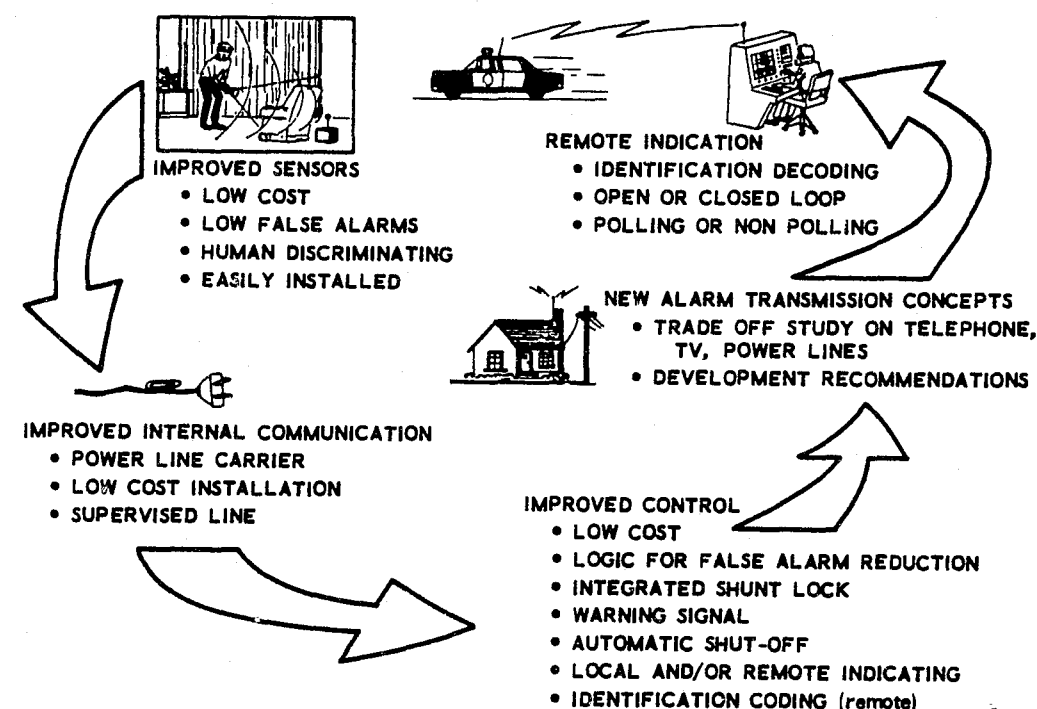 IMPROVED SENSORS
• LOW COST
• LOW FALSE ALARMS
• HUMAN DISCRIMINATING
• EASILY INSTALLED
IMPROVED INTERNAL COMMUNICATION
• POWER LINE CARRIER
• LOW COST INSTALLATION
• SUPERVISED LINE
IMPROVED CONTROL
• LOW COST
• LOGIC FOR FALSE ALARM REDUCTION
• INTEGRATED SHUNT LOCK
• WARNING SIGNAL
• AUTOMATIC SHUT-OFF
• LOCAL AND/OR REMOTE INDICATING
• IDENTIFICATION CODING (remote)
NEW ALARM TRANSMISSION CONCEPTS
• TRADE OFF STUDY ON TELEPHONE,
TV, POWER LINES
• DEVELOPMENT RECOMMENDATIONS
REMOTE INDICATION
• IDENTIFICATION DECODING
• OPEN OR CLOSED LOOP
• POLLING OR NON POLLING